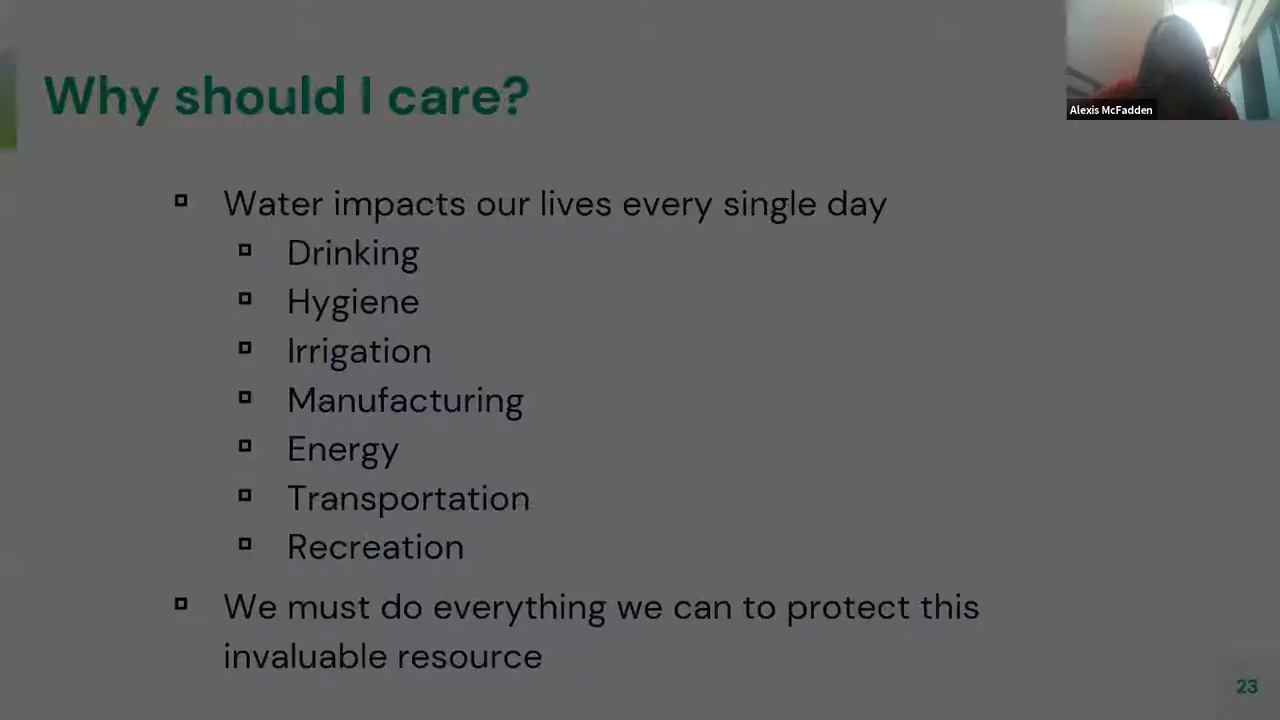 Why should I care?
Alexis McFadden
Water impacts our lives every single day
Drinking
Hygiene
Irrigation
Manufacturing
Energy
Transportation
Recreation
We must do everything we can to protect this
invaluable resource
23